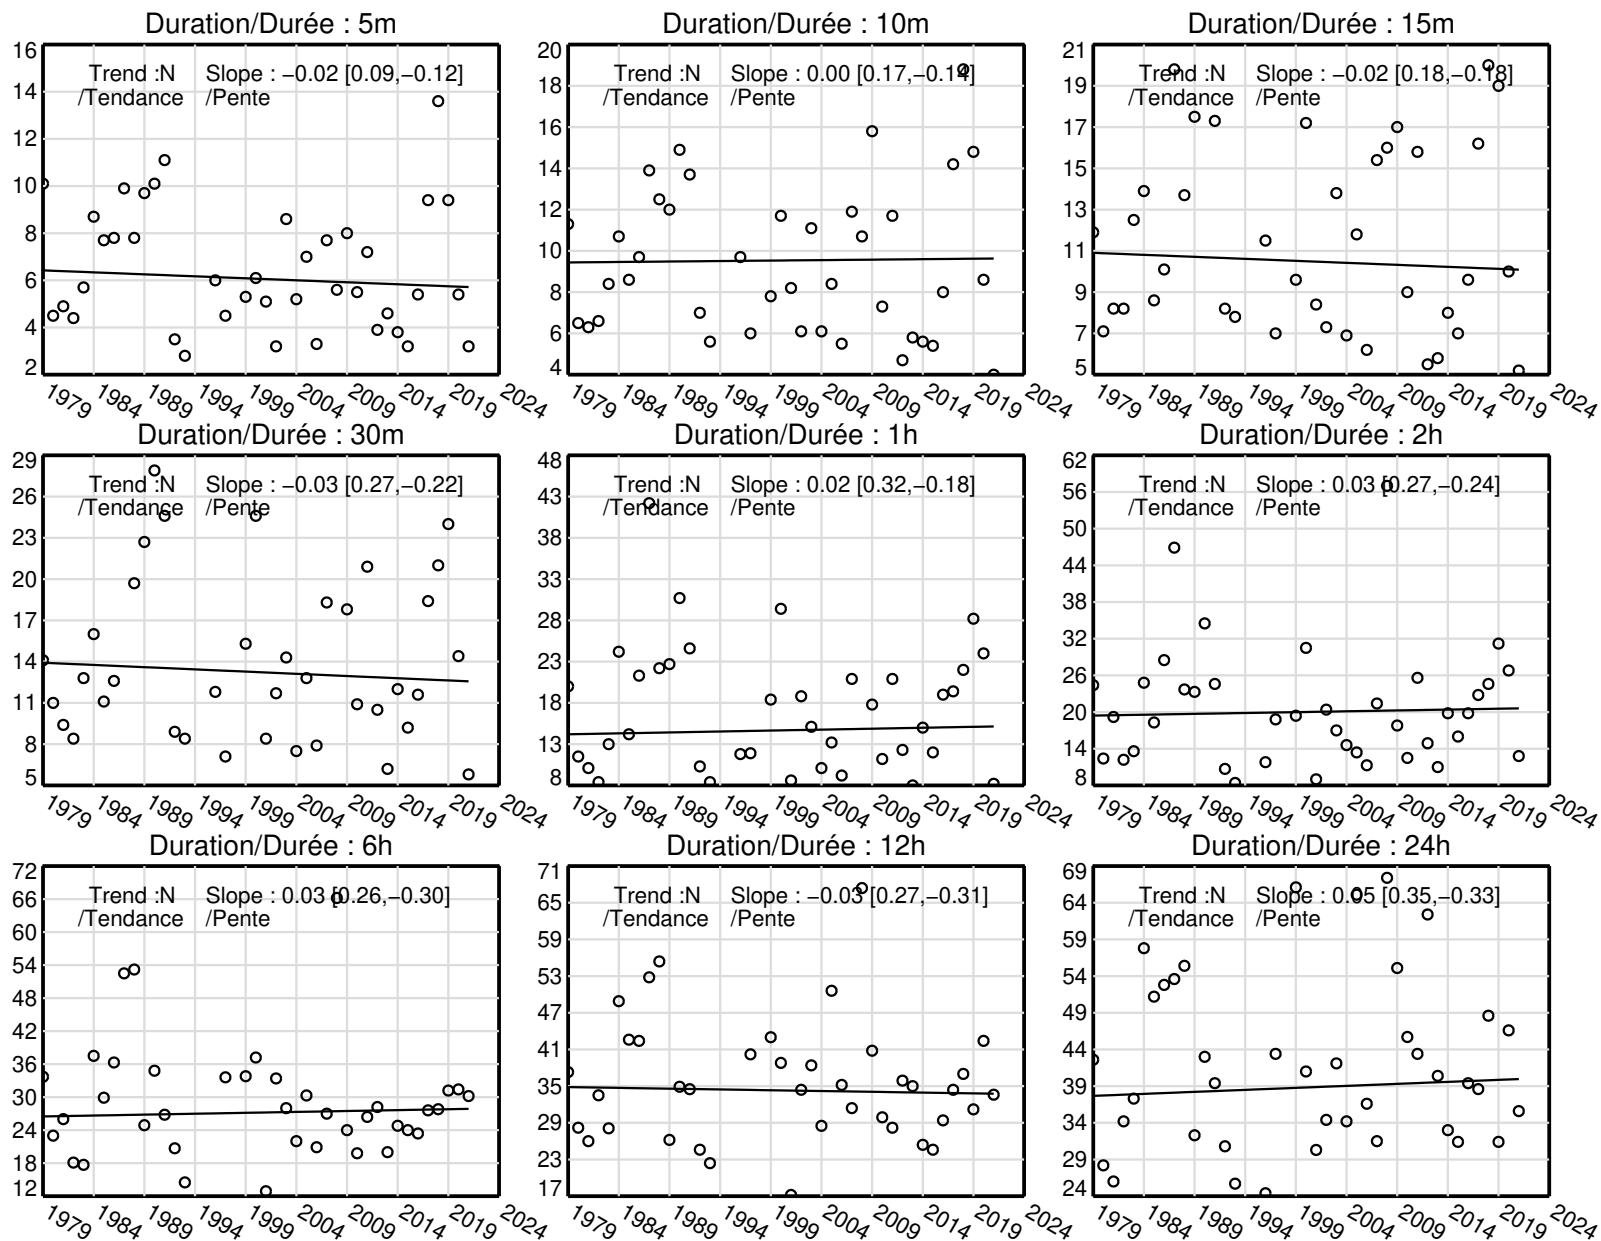 Duration/Durée : 5m
16
14
12
10
8
6
4
2
Trend :N Slope : −0.02 [0.09,−0.12]
/Tendance /Pente
1979 1984 1989 1994 1999 2004 2009 2014 2019 2024
Duration/Durée : 10m
20
18
16
14
12
10
8
6
4
Trend :N Slope : 0.00 [0.17,−0.14]
/Tendance /Pente
1979 1984 1989 1994 1999 2004 2009 2014 2019 2024
Duration/Durée : 15m
21
19
17
15
13
11
9
7
5
Trend :N Slope : −0.02 [0.18,−0.18]
/Tendance /Pente
1979 1984 1989 1994 1999 2004 2009 2014 2019 2024
Duration/Durée : 30m
29
26
23
20
17
14
11
8
5
Trend :N Slope : −0.03 [0.27,−0.22]
/Tendance /Pente
1979 1984 1989 1994 1999 2004 2009 2014 2019 2024
Duration/Durée : 1h
48
43
38
33
28
23
18
13
8
Trend :N Slope : 0.02 [0.32,−0.18]
/Tendance /Pente
1979 1984 1989 1994 1999 2004 2009 2014 2019 2024
Duration/Durée : 2h
62
56
50
44
38
32
26
20
14
8
Trend :N Slope : 0.03 [0.27,−0.24]
/Tendance /Pente
1979 1984 1989 1994 1999 2004 2009 2014 2019 2024
Duration/Durée : 6h
72
66
60
54
48
42
36
30
24
18
12
Trend :N Slope : 0.03 [0.26,−0.30]
/Tendance /Pente
1979 1984 1989 1994 1999 2004 2009 2014 2019 2024
Duration/Durée : 12h
71
65
59
53
47
41
35
29
23
17
Trend :N Slope : −0.03 [0.27,−0.31]
/Tendance /Pente
1979 1984 1989 1994 1999 2004 2009 2014 2019 2024
Duration/Durée : 24h
69
64
59
54
49
44
39
34
29
24
Trend :N Slope : 0.05 [0.35,−0.33]
/Tendance /Pente
1979 1984 1989 1994 1999 2004 2009 2014 2019 2024